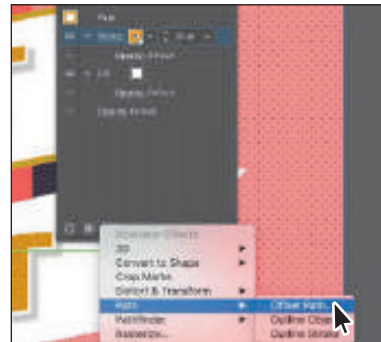 Path
Stroke:
Opacity: Default
Fill:
Opacity: Default
Opacity: Default
Illustrator Effects
3D
Convert to Shape
Crop Marks
Distort & Transform
Path
Pathfinder
Rasterize...
Offset Path...
Outline Object
Outline Stroke